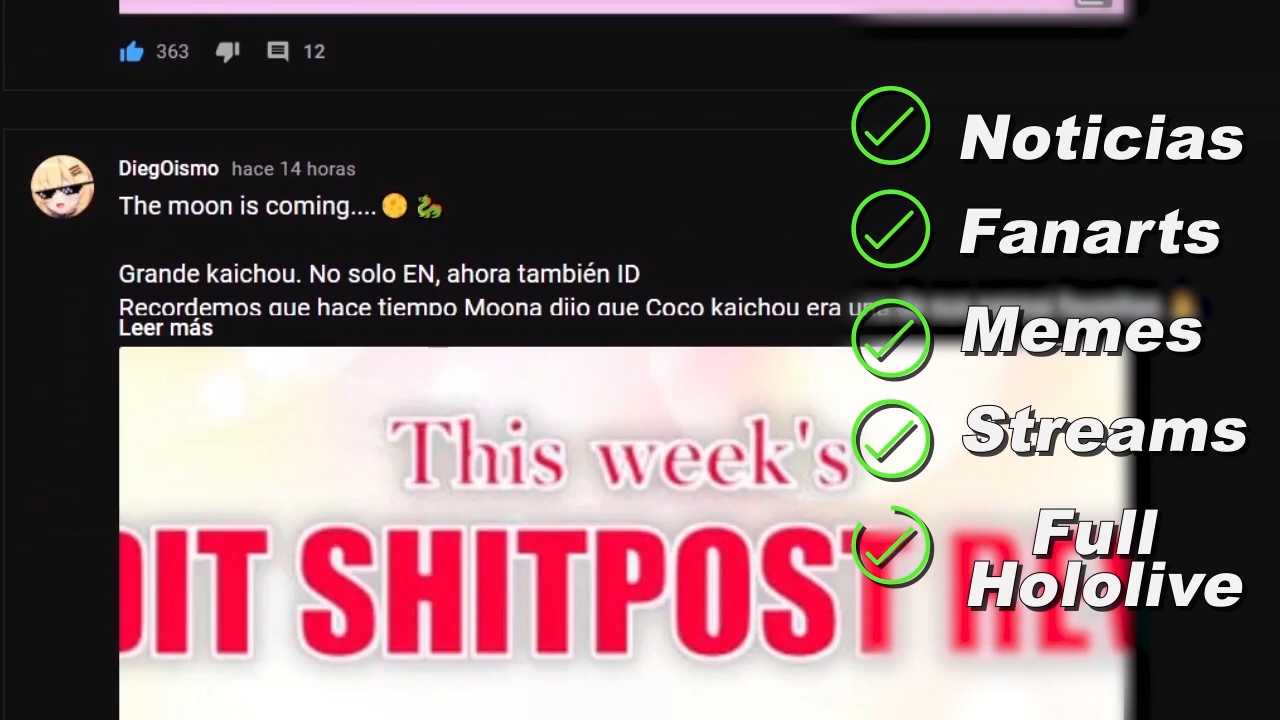 363
12
DiegOismo hace 14 horas
The moon is coming....
Grande kaichou. No solo EN, ahora también ID
Recordemos que hace tiempo Moona dijo que Coco kaichou era una
Leer más
This week's
DIT SHITPOST REV
Noticias
Fanarts
Memes
Streams
Full
Hololive